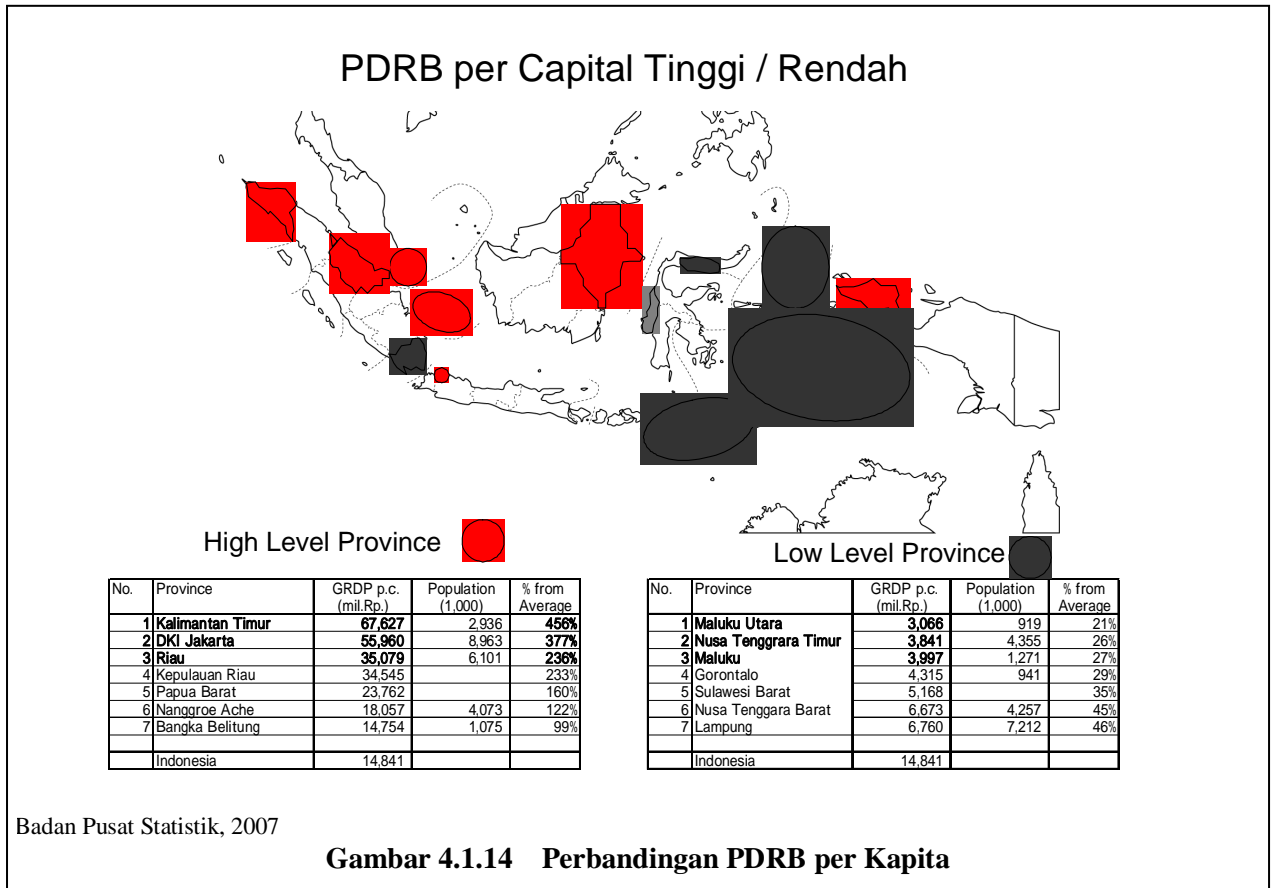 PDRB per Capital Tinggi / Rendah
High Level Province
No. Province GRDP p.c. (mil.Rp.) Population (1,000) % from Average
1 Kalimantan Timur 67,627 2,936 456%
2 DKI Jakarta 55,960 8,963 377%
3 Riau 35,079 6,101 236%
4 Kepulauan Riau 34,545 233%
5 Papua Barat 23,762 160%
6 Nanggroe Ache 18,057 4,073 122%
7 Bangka Belitung 14,754 1,075 99%
Indonesia 14,841
Low Level Province
No. Province GRDP p.c. (mil.Rp.) Population (1,000) % from Average
1 Maluku Utara 3,066 919 21%
2 Nusa Tenggrara Timur 3,841 4,355 26%
3 Maluku 3,997 1,271 27%
4 Gorontalo 4,315 941 29%
5 Sulawesi Barat 5,168 35%
6 Nusa Tenggara Barat 6,673 4,257 45%
7 Lampung 6,760 7,212 46%
Indonesia 14,841
Badan Pusat Statistik, 2007
Gambar 4.1.14 Perbandingan PDRB per Kapita